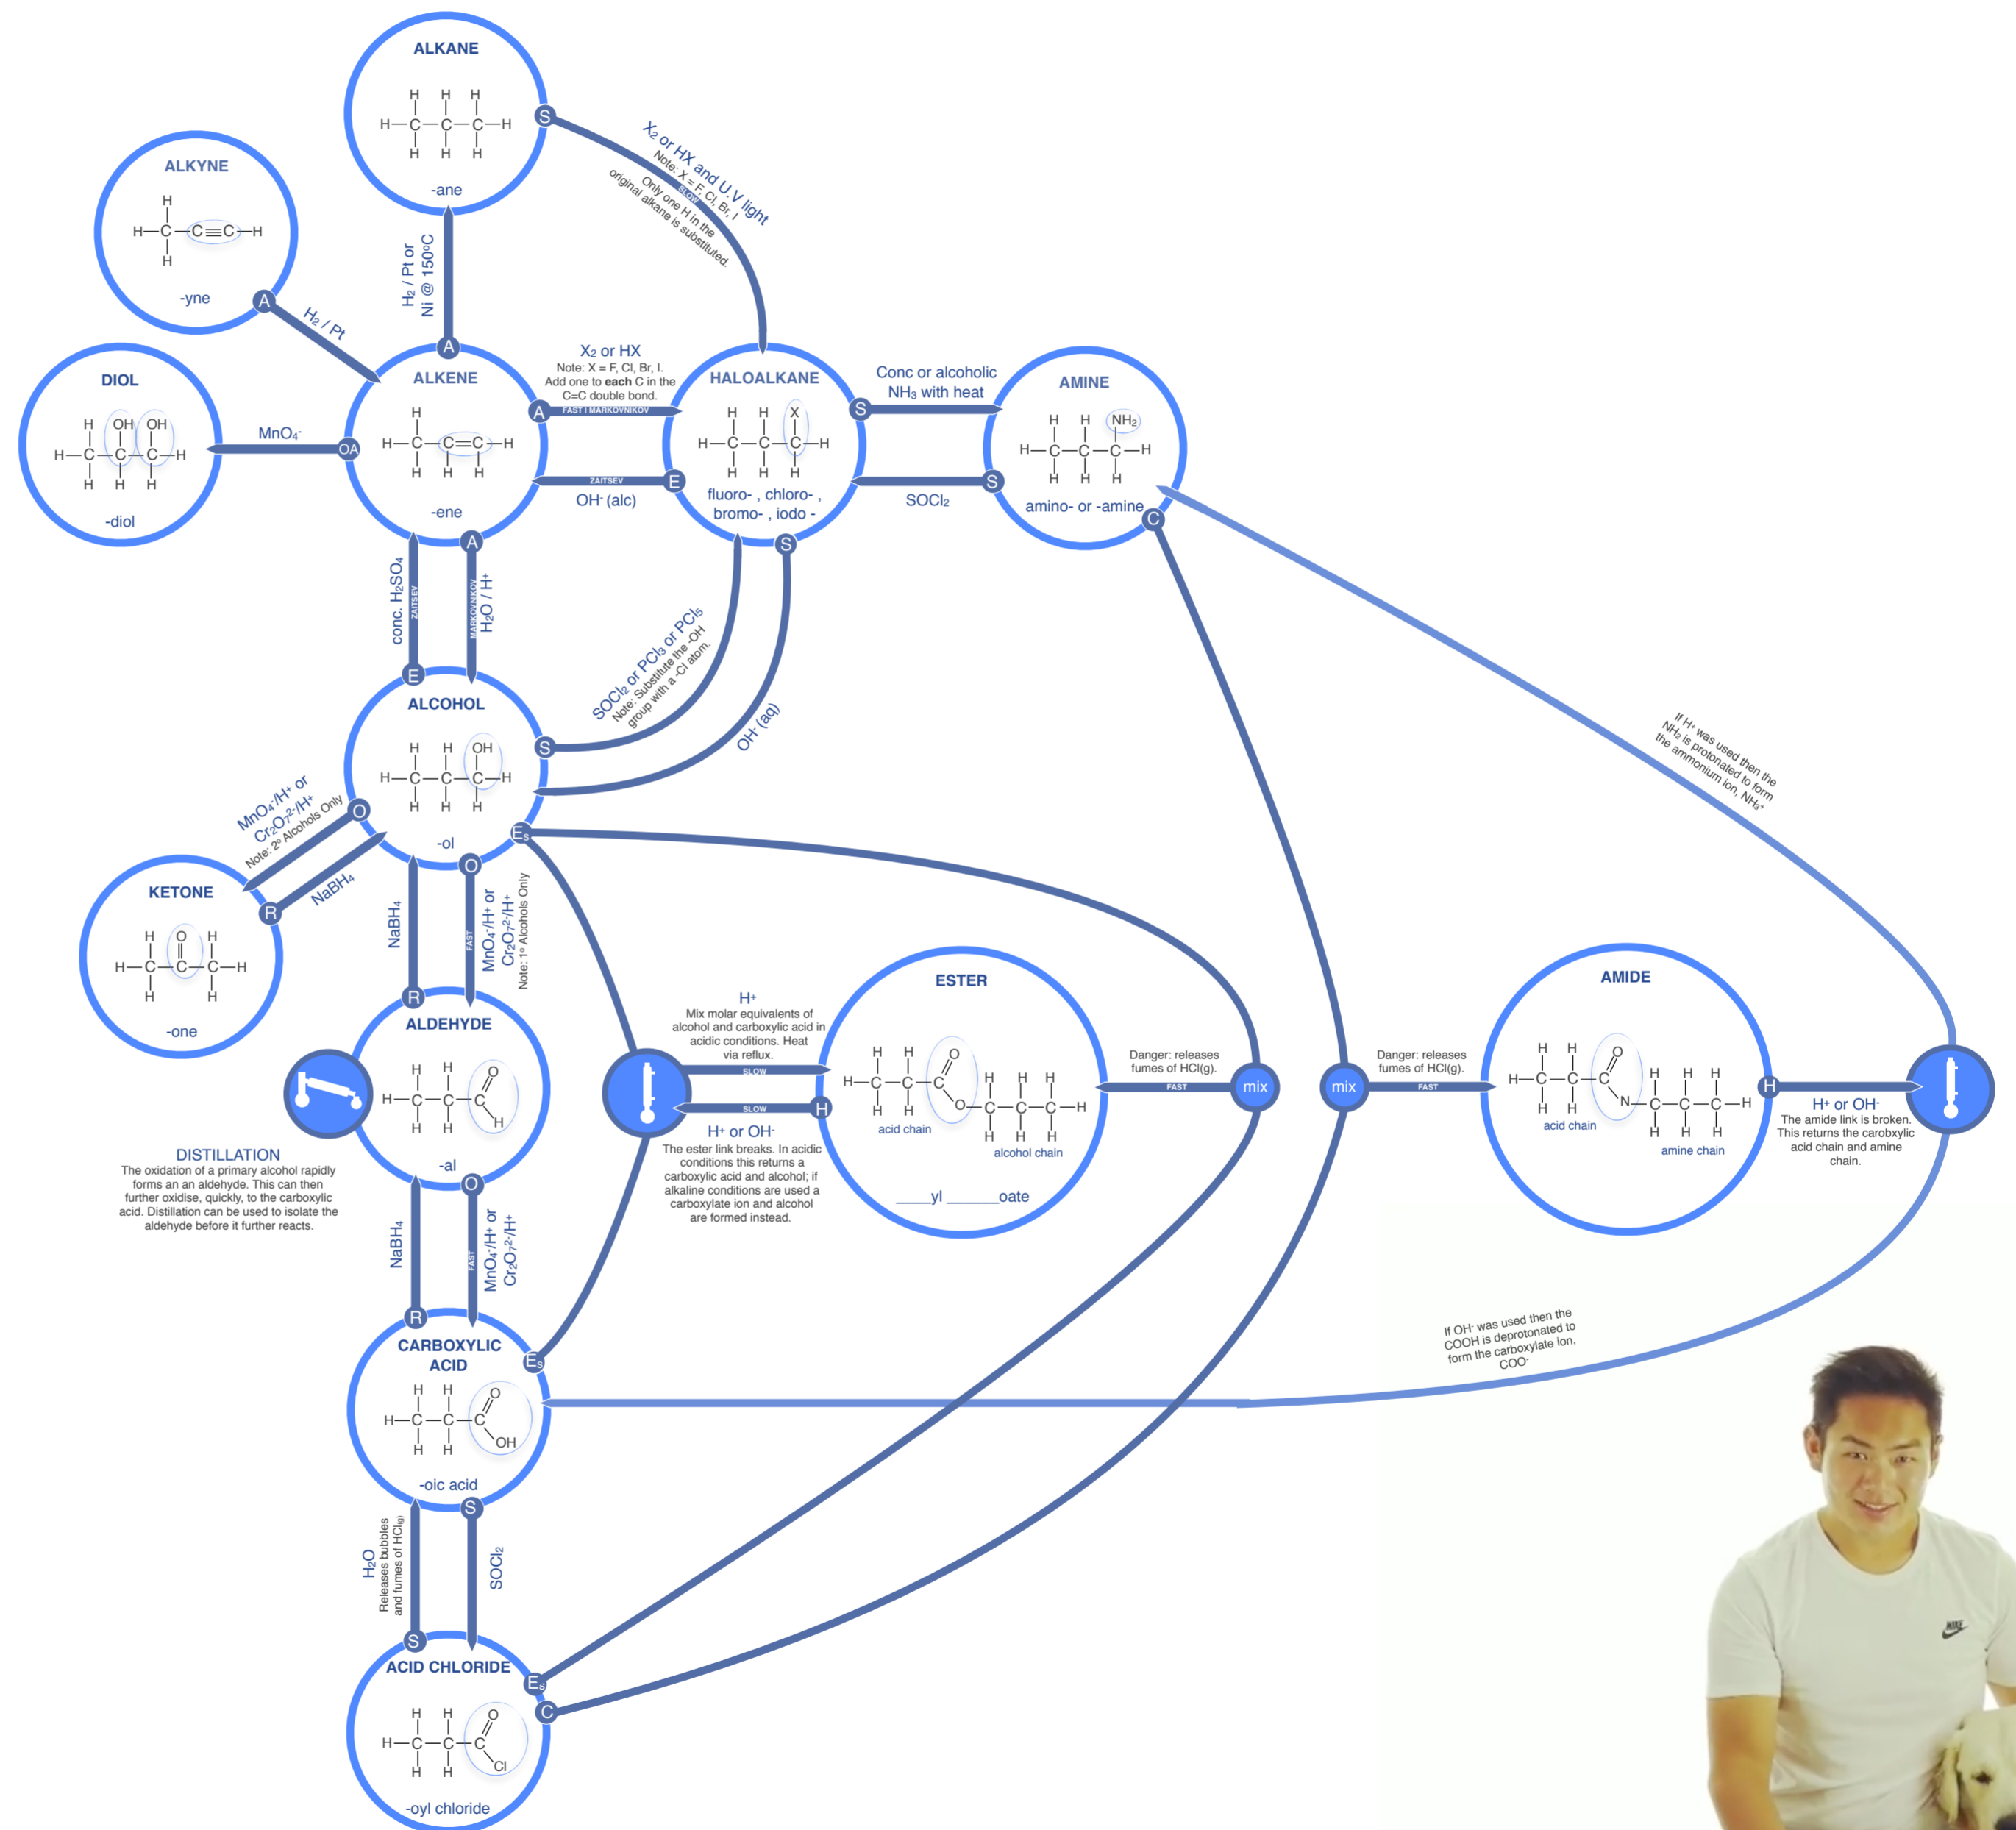 ALKANE
-ane
ALKYNE
-yne
X₂ or HX and U.V light
Note: X = F, Cl, Br, I
SLOW
Only one H in the
original alkane is substituted.
H₂ / Pt or
Ni @ 150ºC
H₂ / Pt
A
S
A
DIOL
-diol
MnO₄⁻
OA
ALKENE
-ene
X₂ or HX
Note: X = F, Cl, Br, I.
Add one to each C in the
C=C double bond.
FAST I MARKOVNIKOV
A
ZAITSEV
E
OH⁻ (alc)
HALOALKANE
fluoro- , chloro- ,
bromo- , iodo -
Conc or alcoholic
NH₃ with heat
S
S
SOCl₂
AMINE
amino- or -amine
C
conc. H₂SO₄
ZAITSEV
MARKOVNIKOV
H₂O / H⁺
A
S
E
SOCl₂ or PCl₃ or PCl₅
Note: Substitute the -OH
group with a -Cl atom.
OH⁻ (aq)
If H⁺ was used then the
NH₂ is protonated to form
the ammonium ion, NH₃⁺
ALCOHOL
-ol
S
O
Es
O
MnO₄⁻/H⁺ or
Cr₂O₇²⁻/H⁺
Note: 2º Alcohols Only
NaBH₄
R
KETONE
-one
NaBH₄
FAST
MnO₄⁻/H⁺ or
Cr₂O₇²⁻/H⁺
Note: 1º Alcohols Only
R
ALDEHYDE
-al
O
DISTILLATION
The oxidation of a primary alcohol rapidly
forms an an aldehyde. This can then
further oxidise, quickly, to the carboxylic
acid. Distillation can be used to isolate the
aldehyde before it further reacts.
H⁺
Mix molar equivalents of
alcohol and carboxylic acid in
acidic conditions. Heat
via reflux.
SLOW
SLOW
H
H⁺ or OH⁻
The ester link breaks. In acidic
conditions this returns a
carboxylic acid and alcohol; if
alkaline conditions are used a
carboxylate ion and alcohol
are formed instead.
ESTER
acid chain
alcohol chain
____yl ______oate
Danger: releases
fumes of HCl(g).
FAST
mix
mix
Danger: releases
fumes of HCl(g).
FAST
AMIDE
acid chain
amine chain
H
H⁺ or OH⁻
The amide link is broken.
This returns the carobxylic
acid chain and amine
chain.
NaBH₄
FAST
MnO₄⁻/H⁺ or
Cr₂O₇²⁻/H⁺
R
CARBOXYLIC
ACID
-oic acid
Es
S
If OH⁻ was used then the
COOH is deprotonated to
form the carboxylate ion,
COO⁻
H₂O
Releases bubbles
and fumes of HCl(g)
SOCl₂
S
ACID CHLORIDE
-oyl chloride
Es
C
NIKE